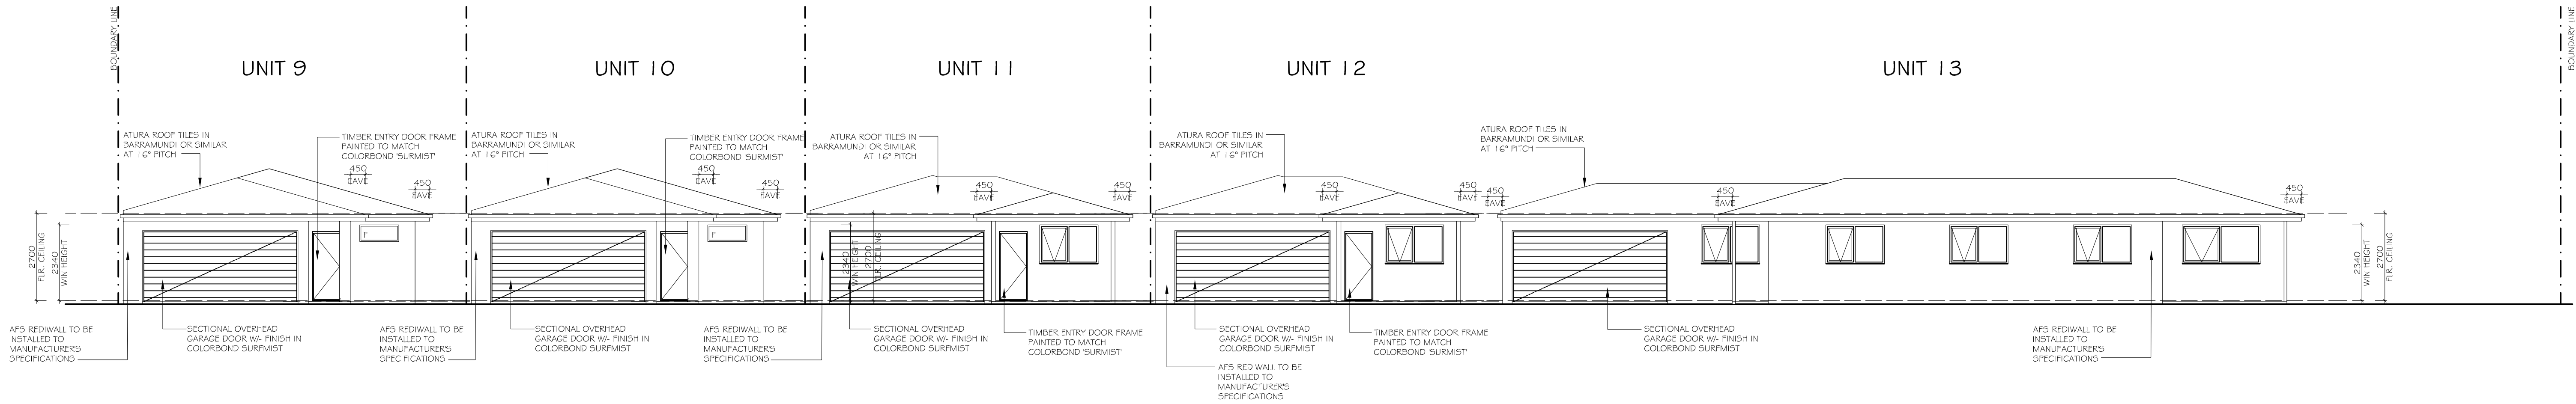 BOUNDARY LINE
UNIT 9
UNIT 10
UNIT 11
UNIT 12
UNIT 13
BOUNDARY LINE
ATURA ROOF TILES IN
BARRAMUNDI OR SIMILAR
AT 16° PITCH
TIMBER ENTRY DOOR FRAME
PAINTED TO MATCH
COLORBOND 'SURMIST'
450
EAVE
450
EAVE
ATURA ROOF TILES IN
BARRAMUNDI OR SIMILAR
AT 16° PITCH
TIMBER ENTRY DOOR FRAME
PAINTED TO MATCH
COLORBOND 'SURMIST'
450
EAVE
450
EAVE
ATURA ROOF TILES IN
BARRAMUNDI OR SIMILAR
AT 16° PITCH
450
EAVE
450
EAVE
ATURA ROOF TILES IN
BARRAMUNDI OR SIMILAR
AT 16° PITCH
450
EAVE
450
EAVE
450
EAVE
ATURA ROOF TILES IN
BARRAMUNDI OR SIMILAR
AT 16° PITCH
450
EAVE
450
EAVE
2700
FLR. CEILING
2340
WIN HEIGHT
F
F
2340
WIN HEIGHT
2700
FLR. CEILING
2340
WIN HEIGHT
2700
FLR. CEILING
AFS REDIWALL TO BE
INSTALLED TO
MANUFACTURER'S
SPECIFICATIONS
SECTIONAL OVERHEAD
GARAGE DOOR W/- FINISH IN
COLORBOND SURFMIST
AFS REDIWALL TO BE
INSTALLED TO
MANUFACTURER'S
SPECIFICATIONS
SECTIONAL OVERHEAD
GARAGE DOOR W/- FINISH IN
COLORBOND SURFMIST
AFS REDIWALL TO BE
INSTALLED TO
MANUFACTURER'S
SPECIFICATIONS
SECTIONAL OVERHEAD
GARAGE DOOR W/- FINISH IN
COLORBOND SURFMIST
TIMBER ENTRY DOOR FRAME
PAINTED TO MATCH
COLORBOND 'SURMIST'
SECTIONAL OVERHEAD
GARAGE DOOR W/- FINISH IN
COLORBOND SURFMIST
AFS REDIWALL TO BE
INSTALLED TO
MANUFACTURER'S
SPECIFICATIONS
TIMBER ENTRY DOOR FRAME
PAINTED TO MATCH
COLORBOND 'SURMIST'
SECTIONAL OVERHEAD
GARAGE DOOR W/- FINISH IN
COLORBOND SURFMIST
AFS REDIWALL TO BE
INSTALLED TO
MANUFACTURER'S
SPECIFICATIONS